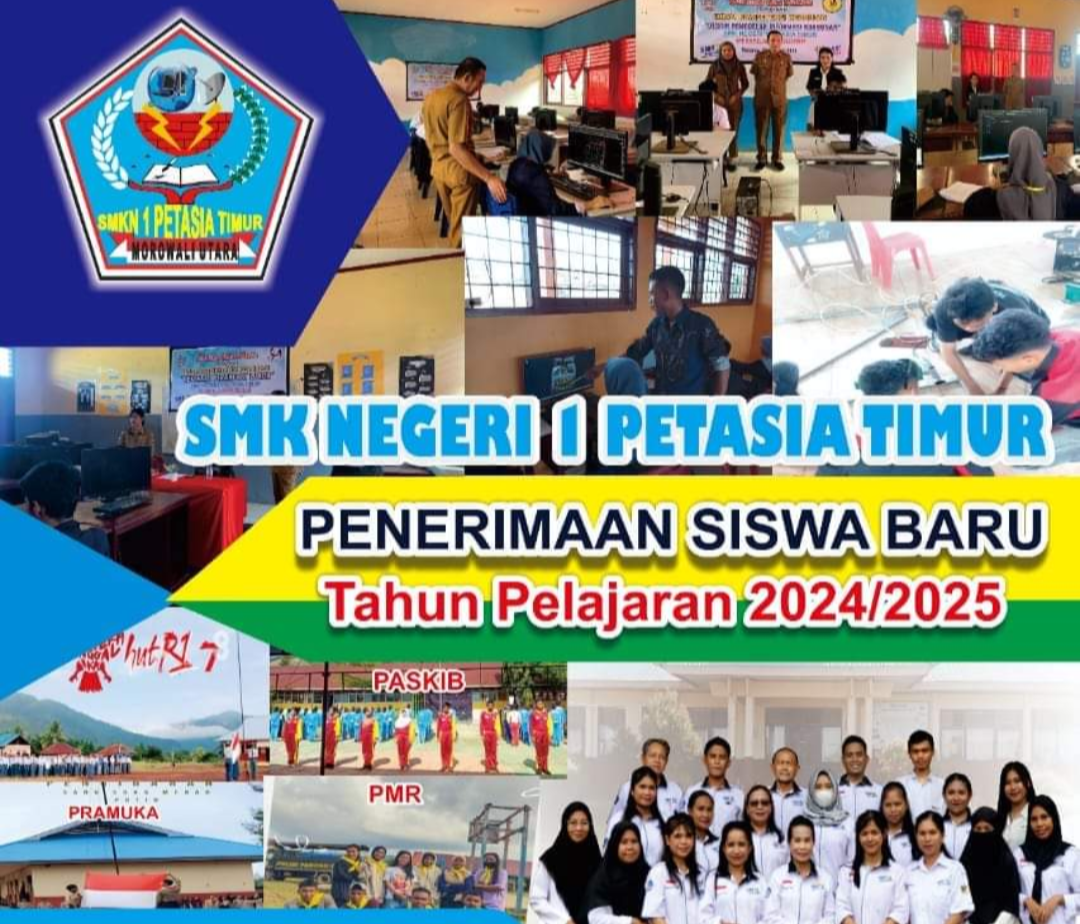 SMKN 1 PETASIA TIMUR
MOROWALI UTARA
SMK NEGERI 1 PETASIA TIMUR
PENERIMAAN SISWA BARU
Tahun Pelajaran 2024/2025
PASKIB
PMR
PRAMUKA